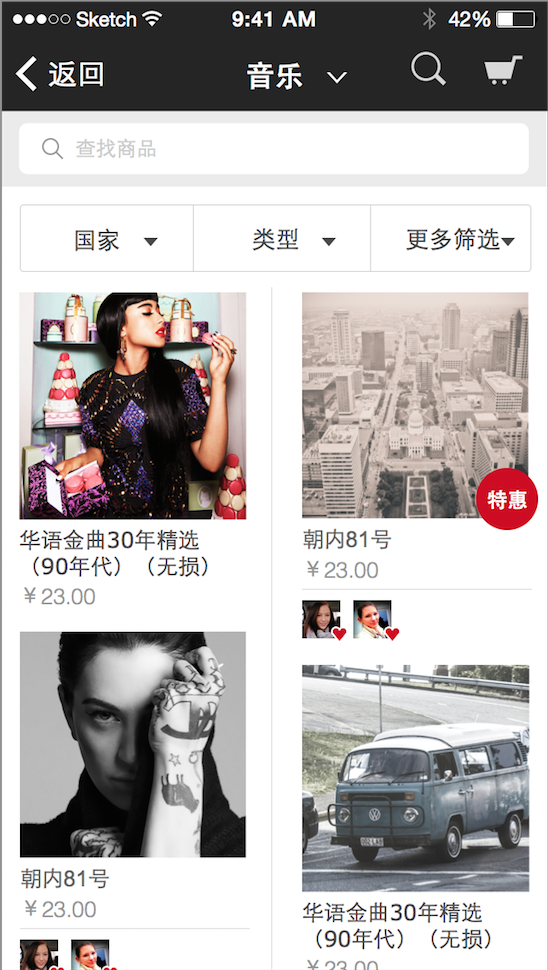 Sketch 9:41 AM 42%
返回 音乐
查找商品
国家 类型 更多筛选
华语金曲30年精选
（90年代）（无损）
￥23.00
特惠
朝内81号
￥23.00
朝内81号
￥23.00
华语金曲30年精选
（90年代）（无损）
￥23.00